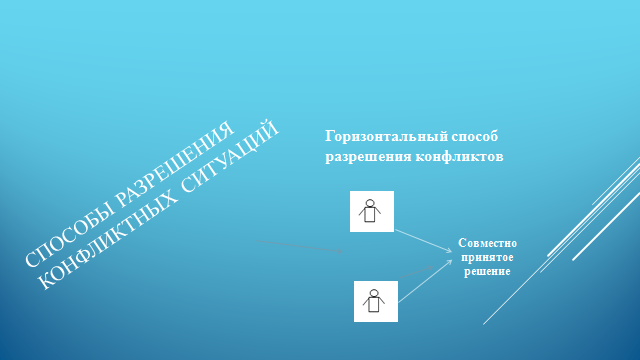 СПОСОБЫ РАЗРЕШЕНИЯ
КОНФЛИКТНЫХ СИТУАЦИЙ
Горизонтальный способ
разрешения конфликтов
Совместно
принятое
решение